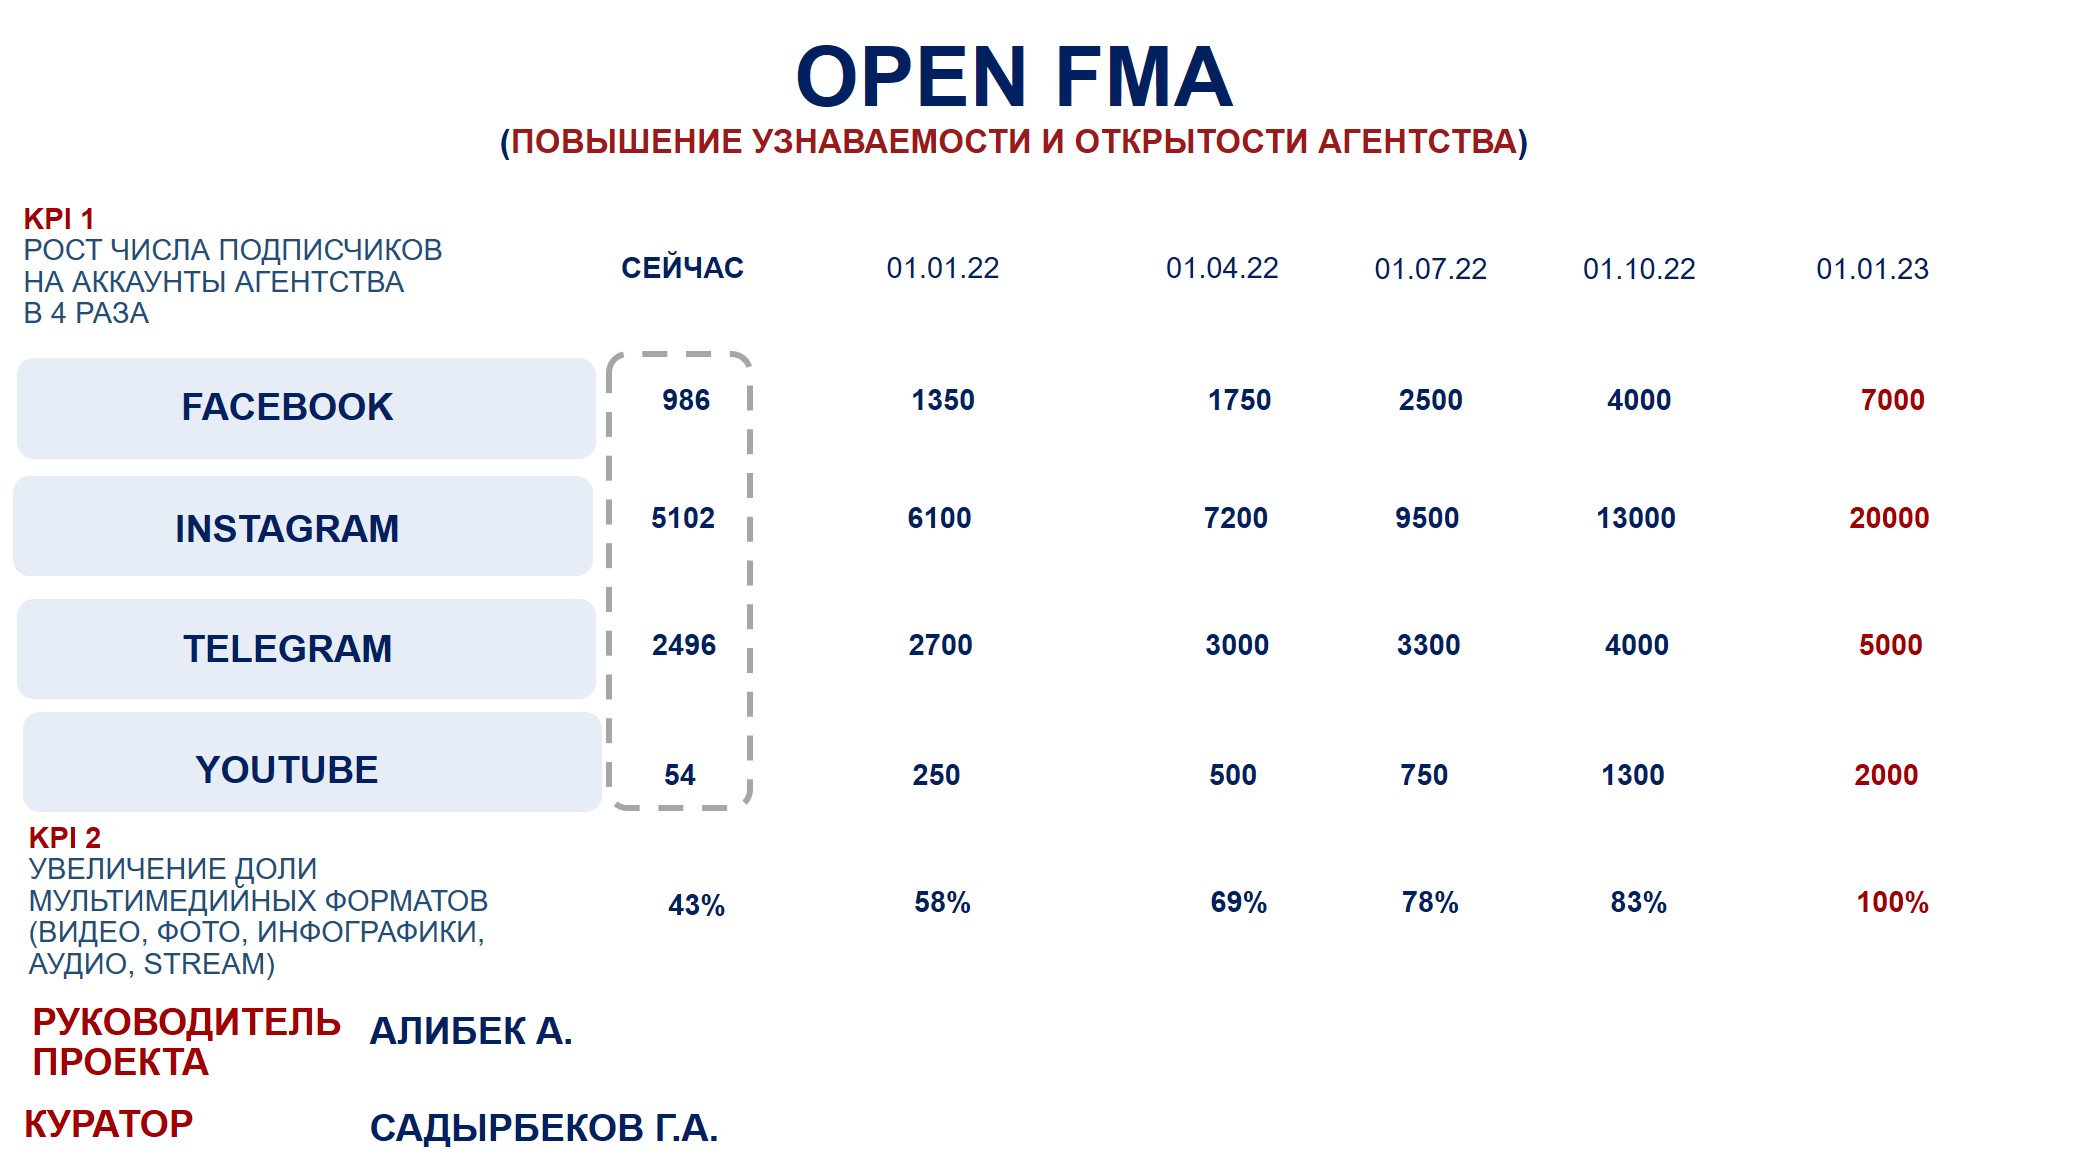 OPEN FMA
(ПОВЫШЕНИЕ УЗНАВАЕМОСТИ И ОТКРЫТОСТИ АГЕНТСТВА)
KPI 1
РОСТ ЧИСЛА ПОДПИСЧИКОВ
НА АККАУНТЫ АГЕНТСТВА
В 4 РАЗА
СЕЙЧАС 01.01.22 01.04.22 01.07.22 01.10.22 01.01.23
FACEBOOK 986 1350 1750 2500 4000 7000
INSTAGRAM 5102 6100 7200 9500 13000 20000
TELEGRAM 2496 2700 3000 3300 4000 5000
YOUTUBE 54 250 500 750 1300 2000
KPI 2
УВЕЛИЧЕНИЕ ДОЛИ
МУЛЬТИМЕДИЙНЫХ ФОРМАТОВ
(ВИДЕО, ФОТО, ИНФОГРАФИКИ,
АУДИО, STREAM)
43% 58% 69% 78% 83% 100%
РУКОВОДИТЕЛЬ
ПРОЕКТА
АЛИБЕК А.
КУРАТОР САДЫРБЕКОВ Г.А.